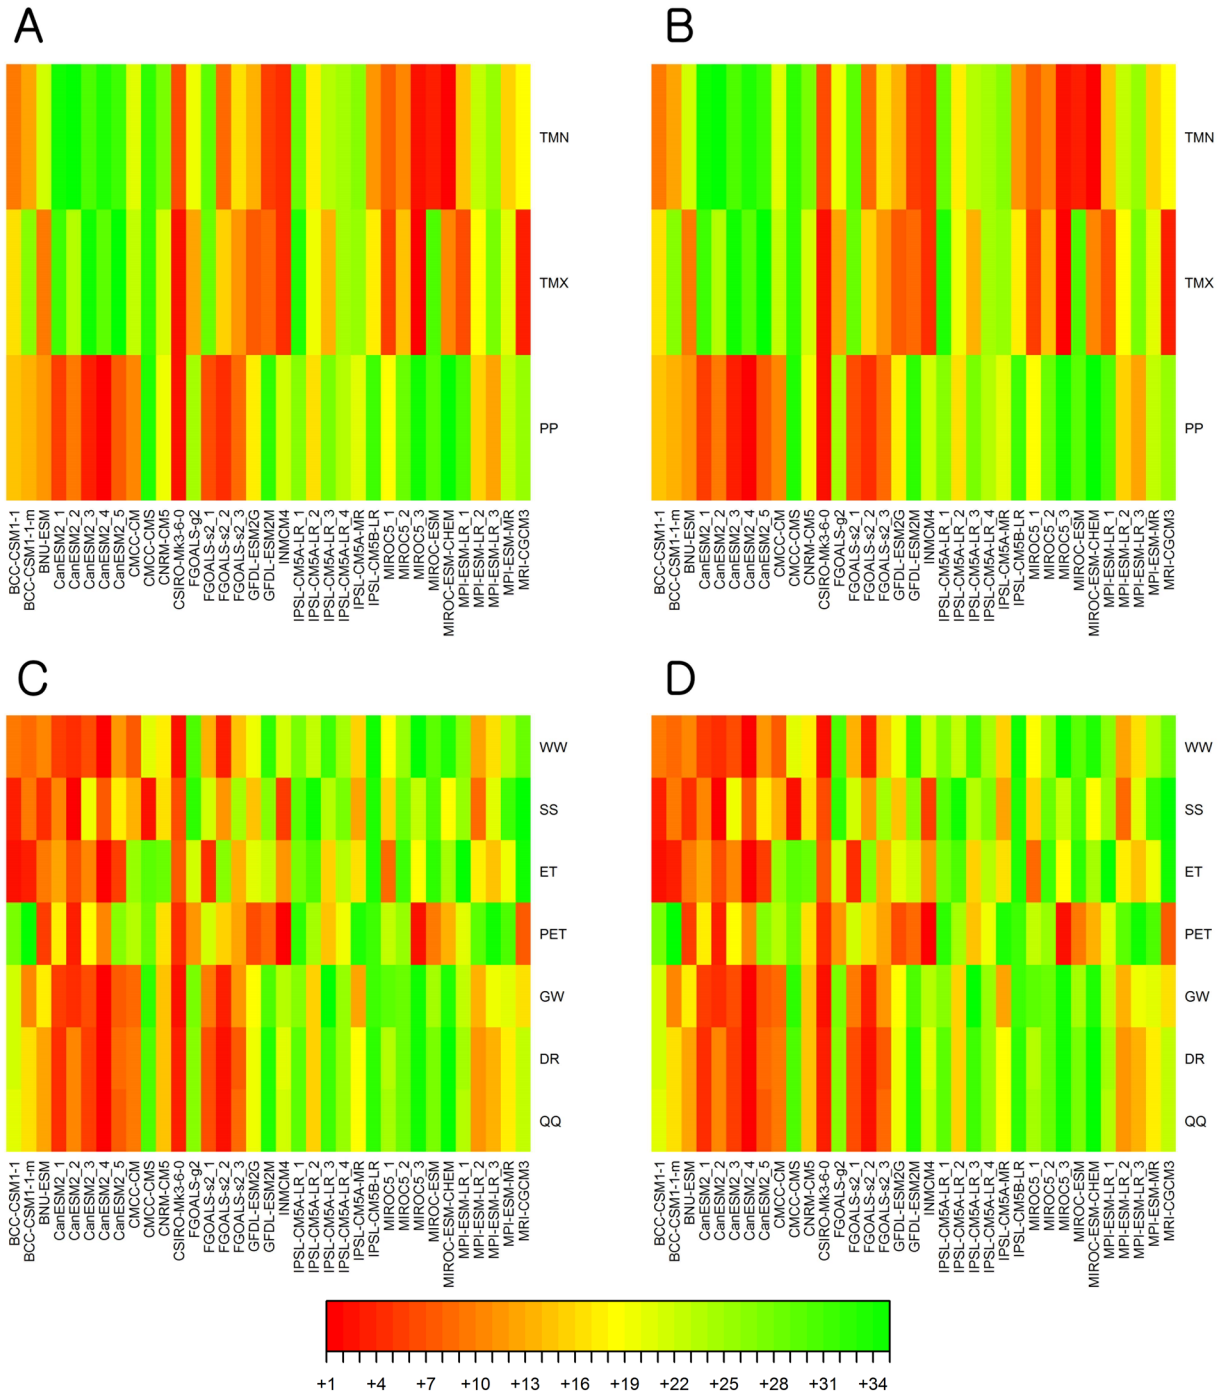 A
B
TMN
TMX
PP
TMN
TMX
PP
BCC-CSM1-1
BCC-CSM1-1-m
BNU-ESM
CanESM2_1
CanESM2_2
CanESM2_3
CanESM2_4
CanESM2_5
CMCC-CM
CMCC-CMS
CNRM-CM5
CSIRO-Mk3-6-0
FGOALS-g2
FGOALS-s2_1
FGOALS-s2_2
FGOALS-s2_3
GFDL-ESM2G
GFDL-ESM2M
INMCM4
IPSL-CM5A-LR_1
IPSL-CM5A-LR_2
IPSL-CM5A-LR_3
IPSL-CM5A-LR_4
IPSL-CM5A-MR
IPSL-CM5B-LR
MIROC5_1
MIROC5_2
MIROC5_3
MIROC-ESM
MIROC-ESM-CHEM
MPI-ESM-LR_1
MPI-ESM-LR_2
MPI-ESM-LR_3
MPI-ESM-MR
MRI-CGCM3
BCC-CSM1-1
BCC-CSM1-1-m
BNU-ESM
CanESM2_1
CanESM2_2
CanESM2_3
CanESM2_4
CanESM2_5
CMCC-CM
CMCC-CMS
CNRM-CM5
CSIRO-Mk3-6-0
FGOALS-g2
FGOALS-s2_1
FGOALS-s2_2
FGOALS-s2_3
GFDL-ESM2G
GFDL-ESM2M
INMCM4
IPSL-CM5A-LR_1
IPSL-CM5A-LR_2
IPSL-CM5A-LR_3
IPSL-CM5A-LR_4
IPSL-CM5A-MR
IPSL-CM5B-LR
MIROC5_1
MIROC5_2
MIROC5_3
MIROC-ESM
MIROC-ESM-CHEM
MPI-ESM-LR_1
MPI-ESM-LR_2
MPI-ESM-LR_3
MPI-ESM-MR
MRI-CGCM3
C
D
WW
SS
ET
PET
GW
DR
QQ
WW
SS
ET
PET
GW
DR
QQ
BCC-CSM1-1
BCC-CSM1-1-m
BNU-ESM
CanESM2_1
CanESM2_2
CanESM2_3
CanESM2_4
CanESM2_5
CMCC-CM
CMCC-CMS
CNRM-CM5
CSIRO-Mk3-6-0
FGOALS-g2
FGOALS-s2_1
FGOALS-s2_2
FGOALS-s2_3
GFDL-ESM2G
GFDL-ESM2M
INMCM4
IPSL-CM5A-LR_1
IPSL-CM5A-LR_2
IPSL-CM5A-LR_3
IPSL-CM5A-LR_4
IPSL-CM5A-MR
IPSL-CM5B-LR
MIROC5_1
MIROC5_2
MIROC5_3
MIROC-ESM
MIROC-ESM-CHEM
MPI-ESM-LR_1
MPI-ESM-LR_2
MPI-ESM-LR_3
MPI-ESM-MR
MRI-CGCM3
BCC-CSM1-1
BCC-CSM1-1-m
BNU-ESM
CanESM2_1
CanESM2_2
CanESM2_3
CanESM2_4
CanESM2_5
CMCC-CM
CMCC-CMS
CNRM-CM5
CSIRO-Mk3-6-0
FGOALS-g2
FGOALS-s2_1
FGOALS-s2_2
FGOALS-s2_3
GFDL-ESM2G
GFDL-ESM2M
INMCM4
IPSL-CM5A-LR_1
IPSL-CM5A-LR_2
IPSL-CM5A-LR_3
IPSL-CM5A-LR_4
IPSL-CM5A-MR
IPSL-CM5B-LR
MIROC5_1
MIROC5_2
MIROC5_3
MIROC-ESM
MIROC-ESM-CHEM
MPI-ESM-LR_1
MPI-ESM-LR_2
MPI-ESM-LR_3
MPI-ESM-MR
MRI-CGCM3
+1 +4 +7 +10 +13 +16 +19 +22 +25 +28 +31 +34